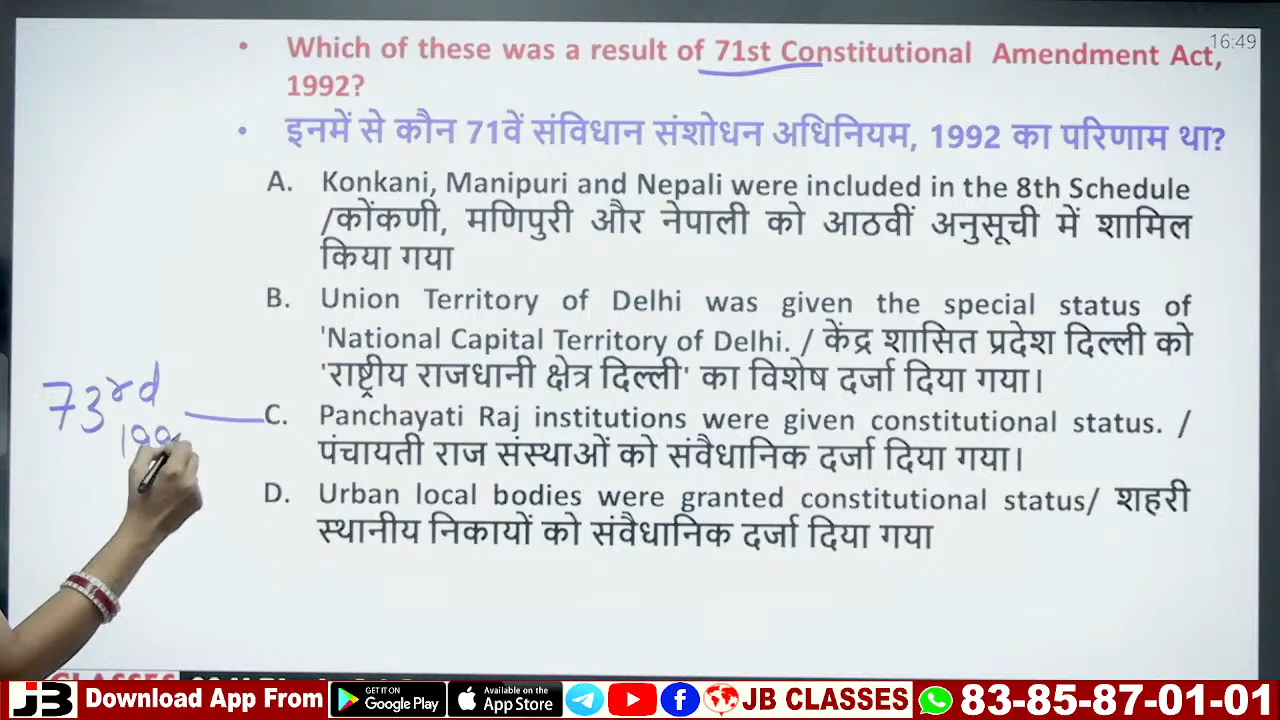 16:49
• Which of these was a result of 71st Constitutional Amendment Act,
1992?
• इनमें से कौन 71वें संविधान संशोधन अधिनियम, 1992 का परिणाम था?
A. Konkani, Manipuri and Nepali were included in the 8th Schedule
/कोंकणी, मणिपुरी और नेपाली को आठवीं अनुसूची में शामिल
किया गया
B. Union Territory of Delhi was given the special status of
'National Capital Territory of Delhi. / केंद्र शासित प्रदेश दिल्ली को
'राष्ट्रीय राजधानी क्षेत्र दिल्ली' का विशेष दर्जा दिया गया।
73rd
199
C. Panchayati Raj institutions were given constitutional status. /
पंचायती राज संस्थाओं को संवैधानिक दर्जा दिया गया।
D. Urban local bodies were granted constitutional status/ शहरी
स्थानीय निकायों को संवैधानिक दर्जा दिया गया
CLASSES
JB Download App From GET IT ON Google Play Available on the App Store JB CLASSES 83-85-87-01-01